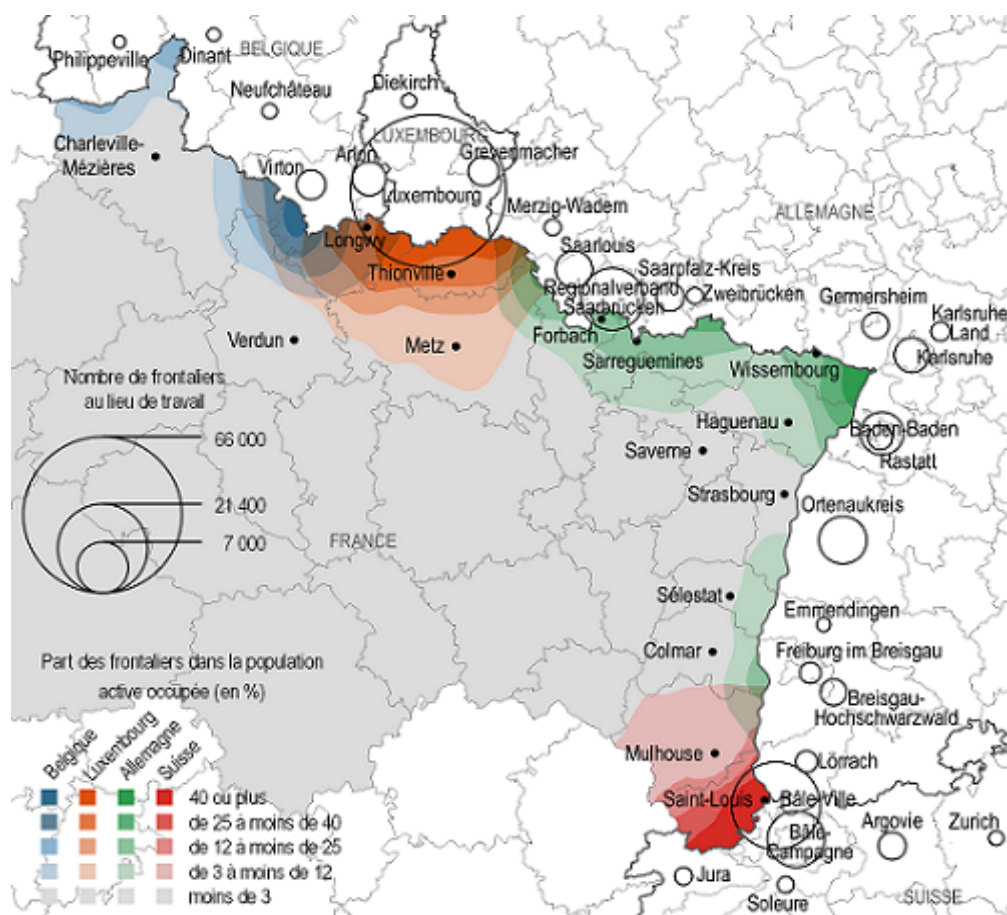 Philippeville
Dinant
BELGIQUE
Neufchâteau
Diekirch
LUXEMBOURG
Charleville-
Mézières
Virton
Arlon
Grevenmacher
Luxembourg
Merzig-Wadern
ALLEMAGNE
Longwy
Thionville
Saarlouis
Saarpfalz-Kreis
Regionalverband
Saarbrücken
Zweibrücken
Germersheim
Karlsruhe
Land
Karlsruhe
Forbach
Sarreguemines
Wissembourg
Verdun
Metz
Haguenau
Baden-Baden
Rastatt
Saverne
Strasbourg
Ortenaukreis
Nombre de frontaliers
au lieu de travail
66 000
21 400
7 000
FRANCE
Sélestat
Emmendingen
Colmar
Freiburg im Breisgau
Breisgau-
Hochschwarzwald
Mulhouse
Lörrach
Saint-Louis
Bâle-Ville
Bâle-
Campagne
Argovie
Zurich
Jura
Soleure
SUISSE
Part des frontaliers dans la population
active occupée (en %)
Belgique
Luxembourg
Allemagne
Suisse
40 ou plus
de 25 à moins de 40
de 12 à moins de 25
de 3 à moins de 12
moins de 3